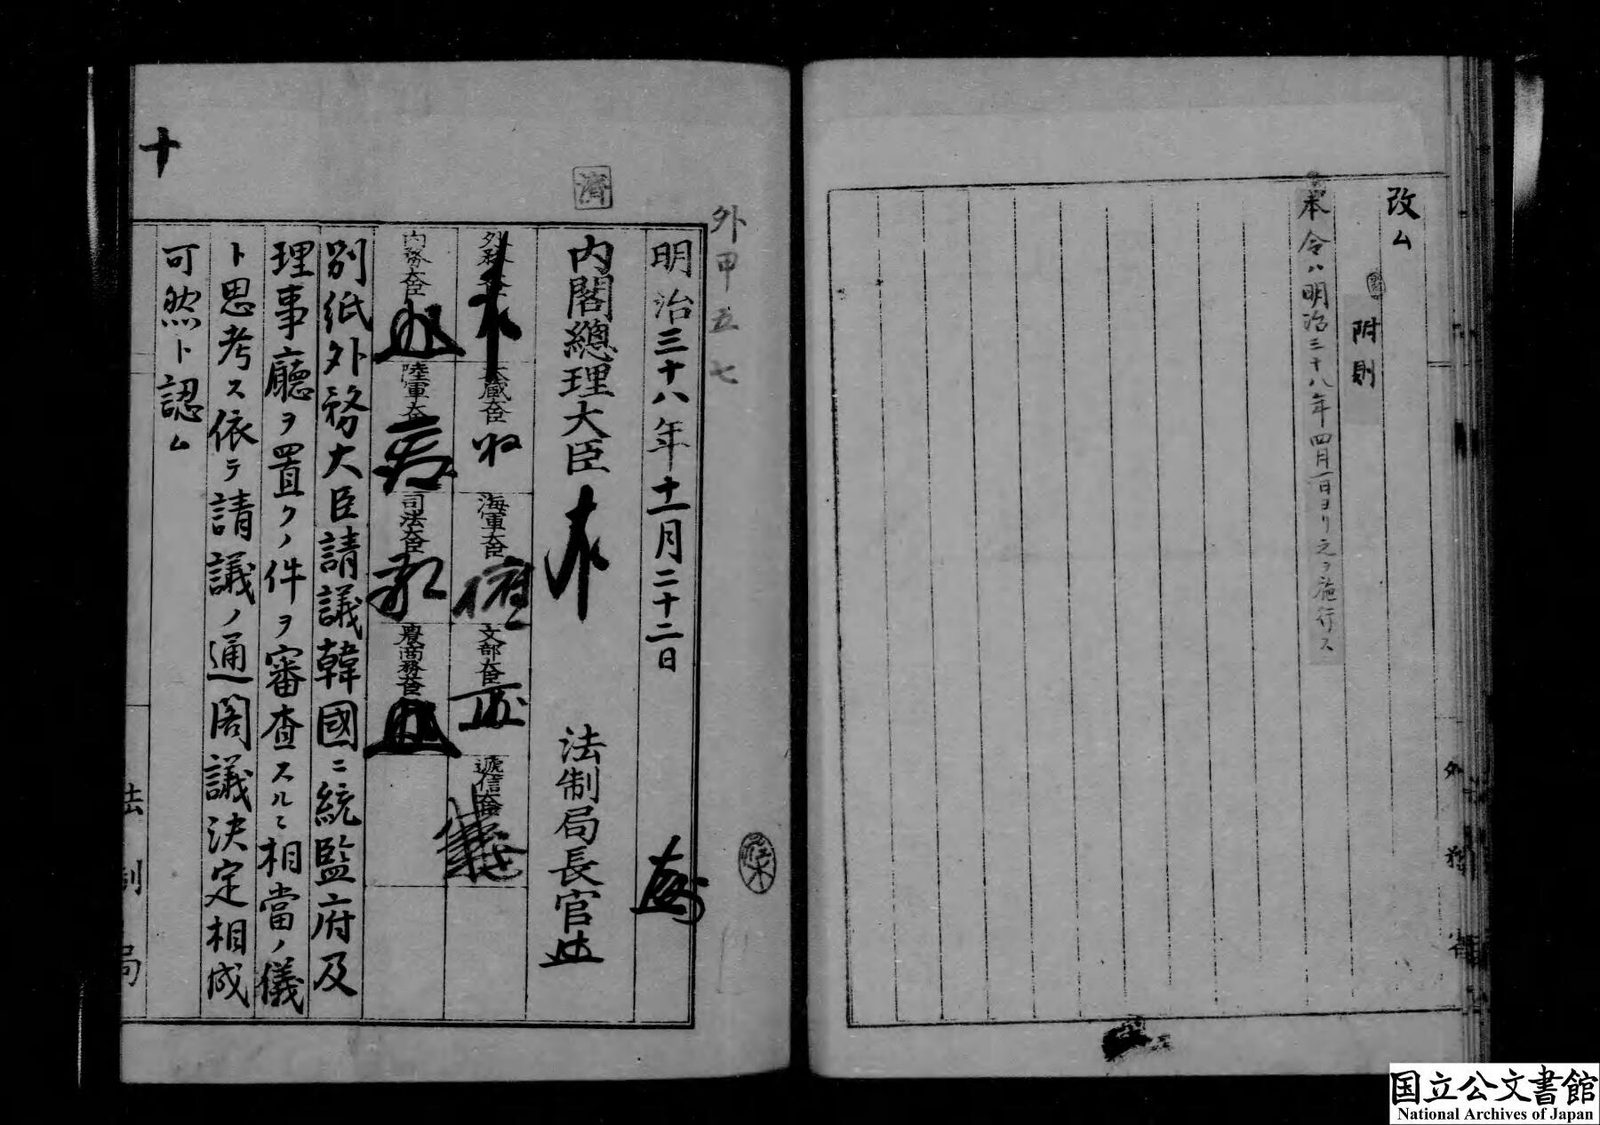 改ム
附則
本令ハ明治三十八年四月一日ヨリ之ヲ施行ス
外務省
外甲五七
濟
明治三十八年十一月二十二日
内閣總理大臣
法制局長官
外務大臣
大藏大臣
海軍大臣
文部大臣
遞信大臣
内務大臣
陸軍大臣
司法大臣
農商務大臣
別紙外務大臣請議韓國ニ統監府及
理事廳ヲ置クノ件ヲ審査スルニ相當ノ儀
ト思考ス依テ請議ノ通閣議決定相成
可然ト認ム
法制局
十
国立公文書館
National Archives of Japan